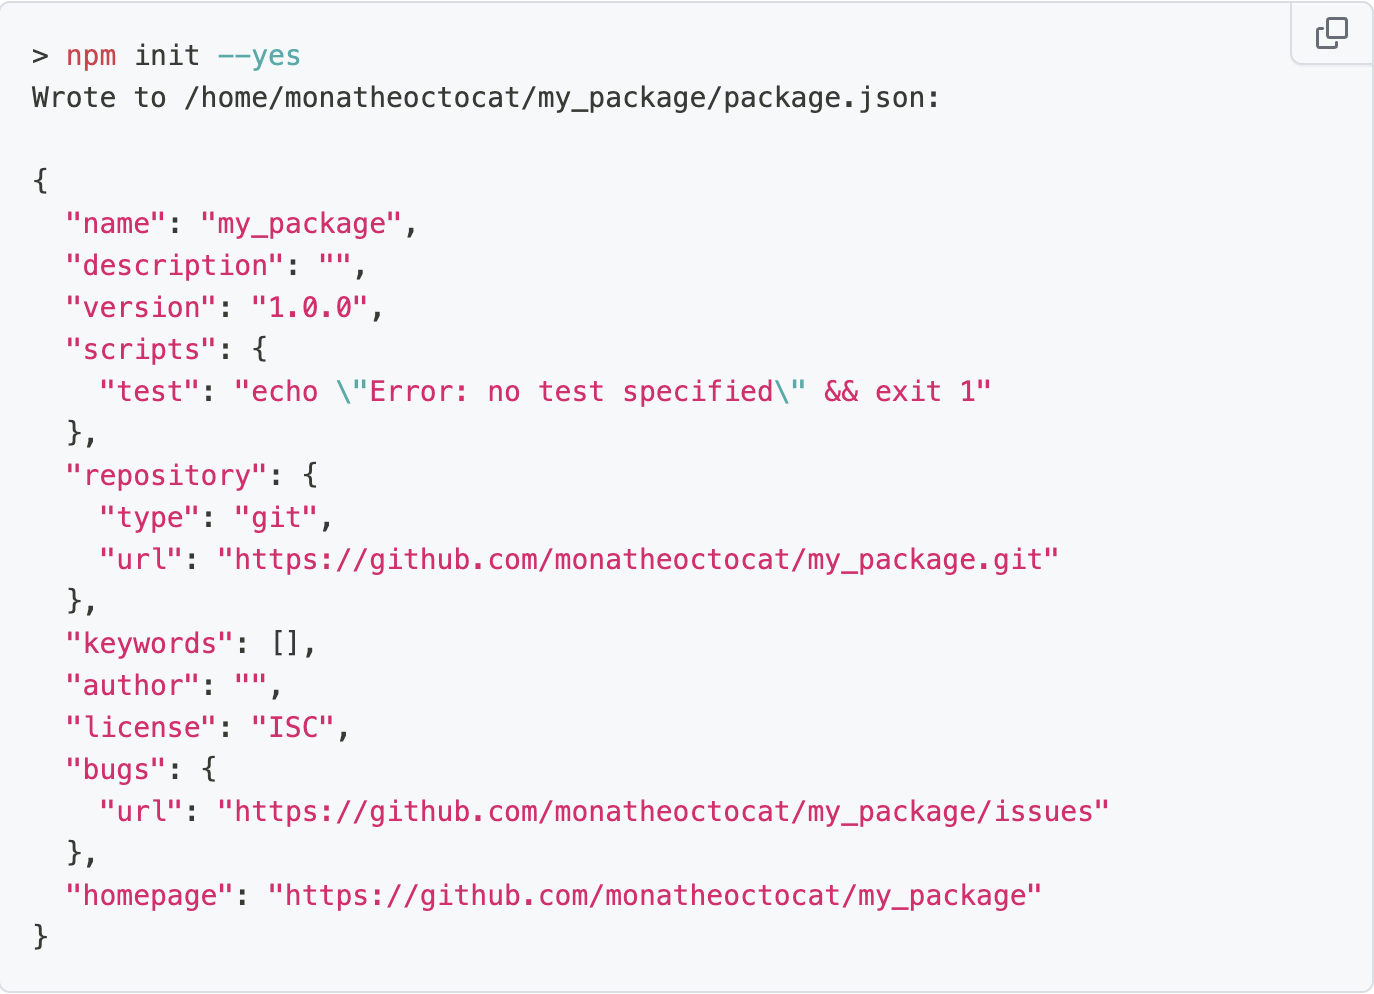 > npm init --yes
Wrote to /home/monatheoctocat/my_package/package.json:

{
  "name": "my_package",
  "description": "",
  "version": "1.0.0",
  "scripts": {
    "test": "echo \"Error: no test specified\" && exit 1"
  },
  "repository": {
    "type": "git",
    "url": "https://github.com/monatheoctocat/my_package.git"
  },
  "keywords": [],
  "author": "",
  "license": "ISC",
  "bugs": {
    "url": "https://github.com/monatheoctocat/my_package/issues"
  },
  "homepage": "https://github.com/monatheoctocat/my_package"
}